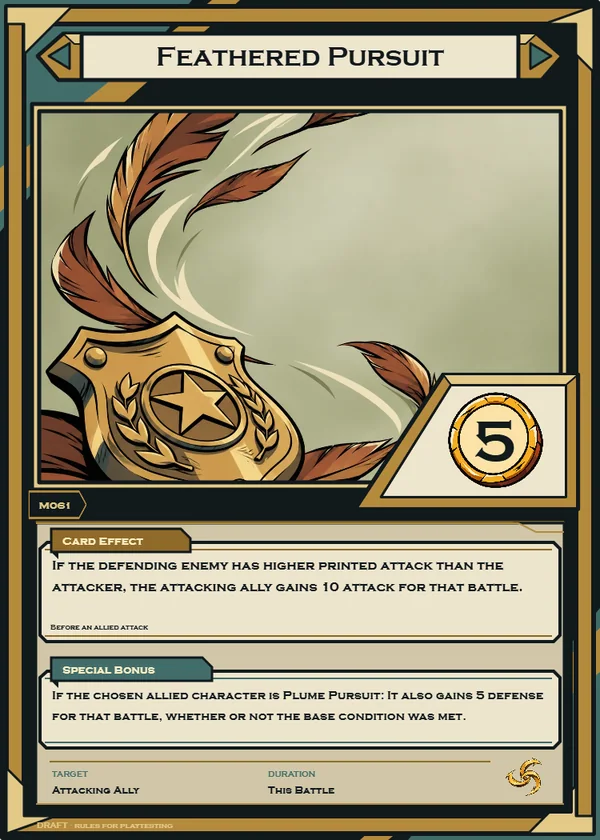 Feathered Pursuit
5
M061
Card Effect
If the defending enemy has higher printed attack than the
attacker, the attacking ally gains 10 attack for that battle.
Before an allied attack
Special Bonus
If the chosen allied character is Plume Pursuit: It also gains 5 defense
for that battle, whether or not the base condition was met.
Target
Duration
Attacking Ally
This Battle
DRAFT · Rules for playtesting